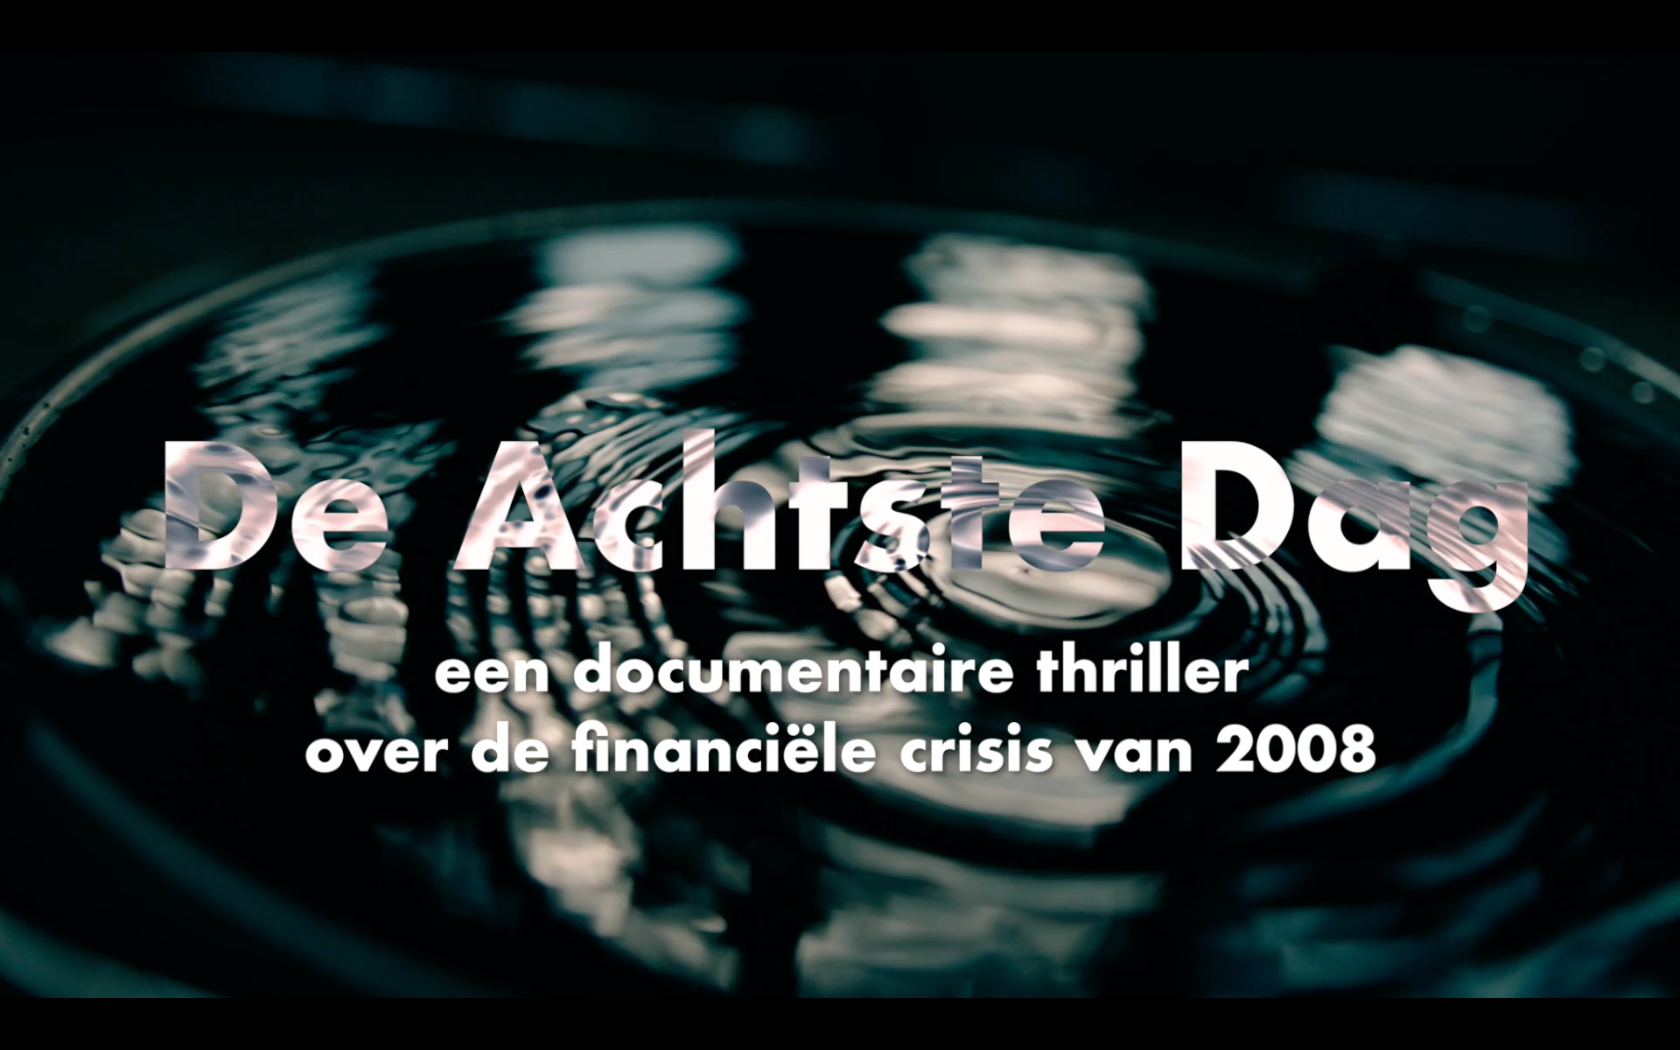 De Achtste Dag
een documentaire thriller
over de financiële crisis van 2008